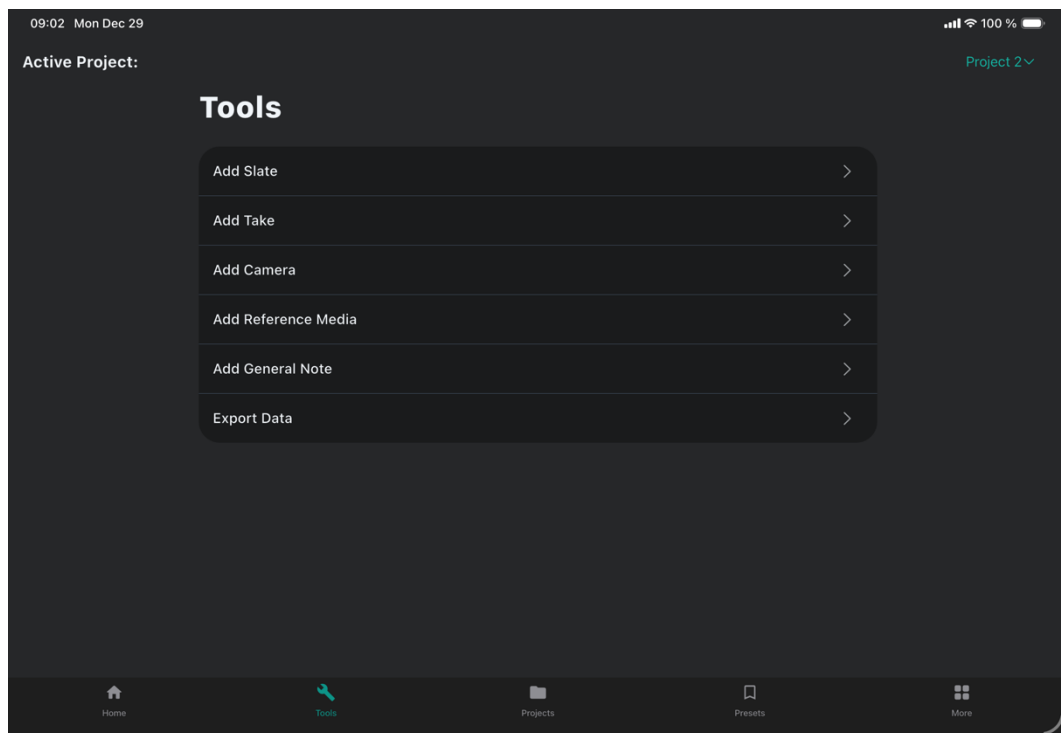 09:02 Mon Dec 29
100 %
Active Project:
Project 2
Tools
Add Slate
Add Take
Add Camera
Add Reference Media
Add General Note
Export Data
Home
Tools
Projects
Presets
More